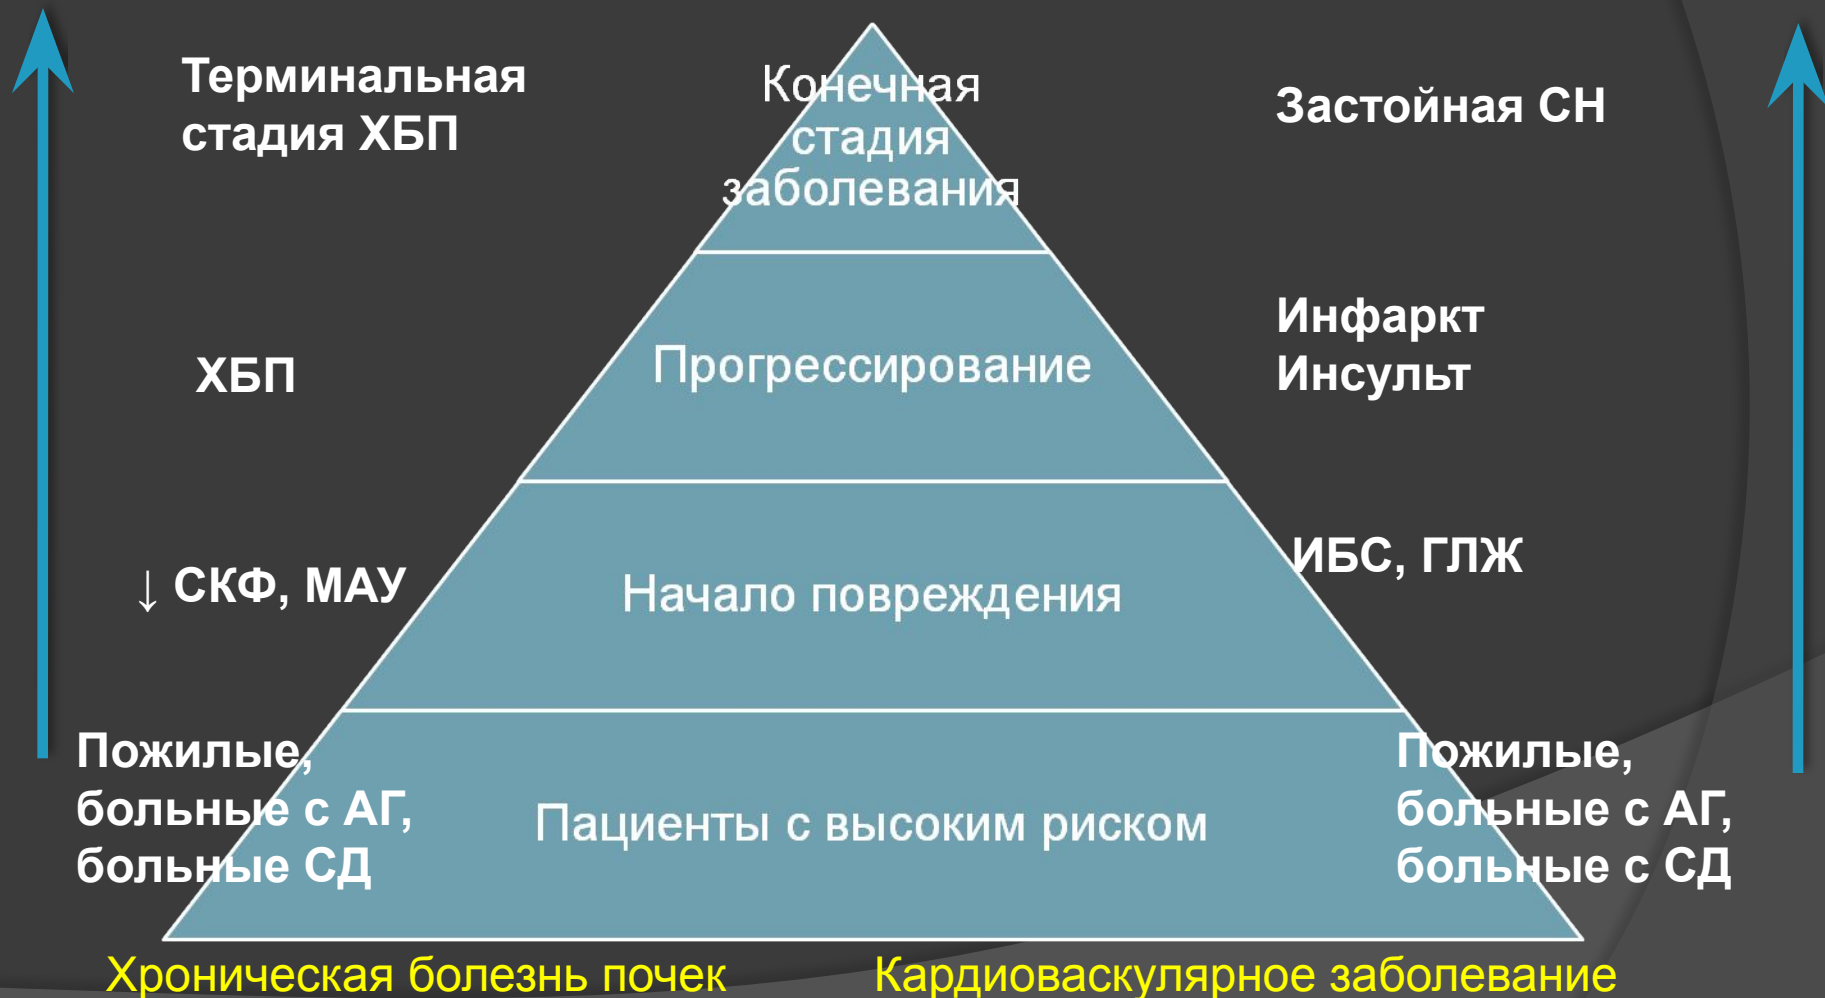 Терминальная
стадия ХБП
Конечная
стадия
заболевания
Застойная СН
ХБП
Прогрессирование
Инфаркт
Инсульт
↓ СКФ, МАУ
Начало повреждения
ИБС, ГЛЖ
Пожилые,
больные с АГ,
больные СД
Пациенты с высоким риском
Пожилые,
больные с АГ,
больные с СД
Хроническая болезнь почек
Кардиоваскулярное заболевание